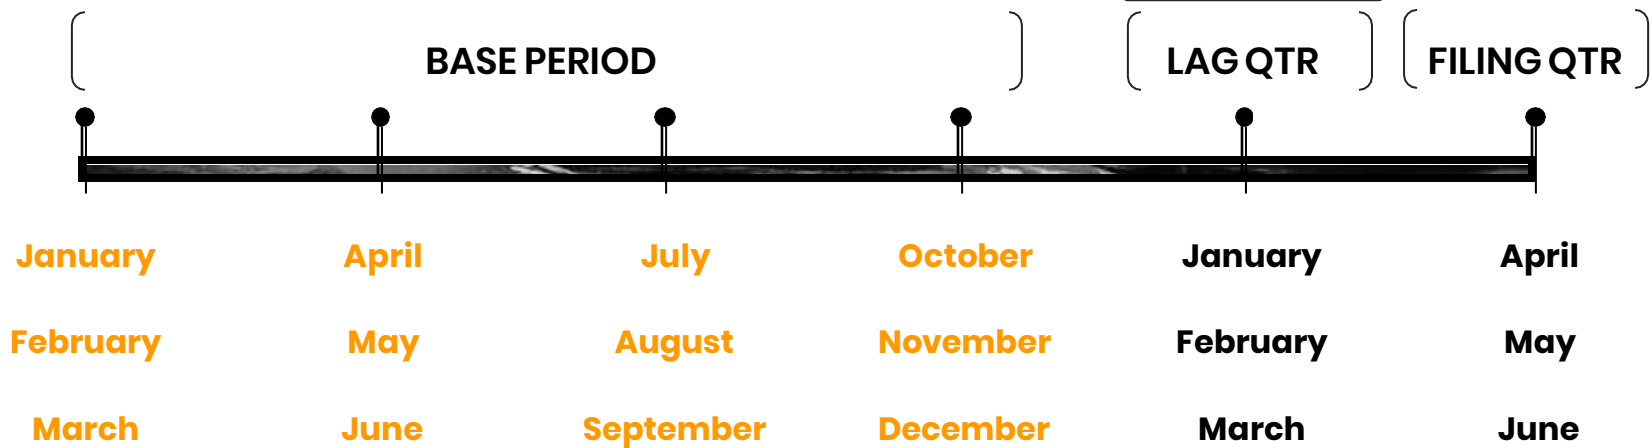 BASE PERIOD LAG QTR FILING QTR
January April July October January April
February May August November February May
March June September December March June